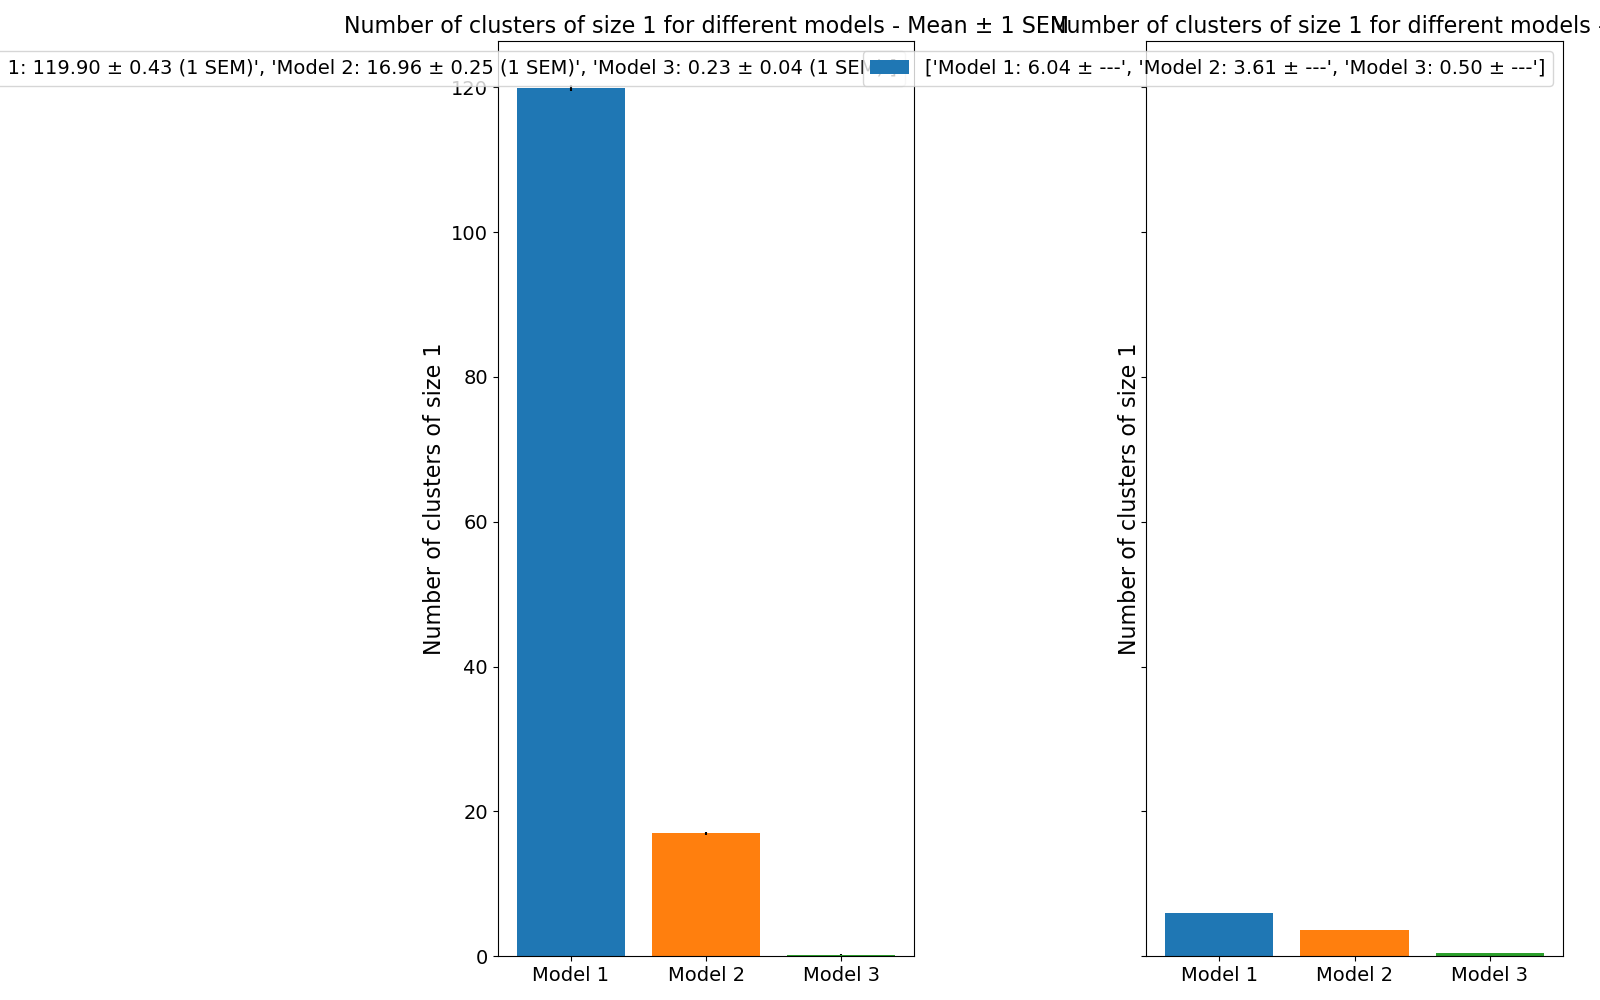 Number of clusters of size 1 for different models - Mean ± 1 SEM
Number of clusters of size 1 for different models -
1: 119.90 ± 0.43 (1 SEM)', 'Model 2: 16.96 ± 0.25 (1 SEM)', 'Model 3: 0.23 ± 0.04 (1 SEM
['Model 1: 6.04 ± ---', 'Model 2: 3.61 ± ---', 'Model 3: 0.50 ± ---']
Number of clusters of size 1
120
100
80
60
40
20
0
Model 1 Model 2 Model 3
Number of clusters of size 1
Model 1 Model 2 Model 3